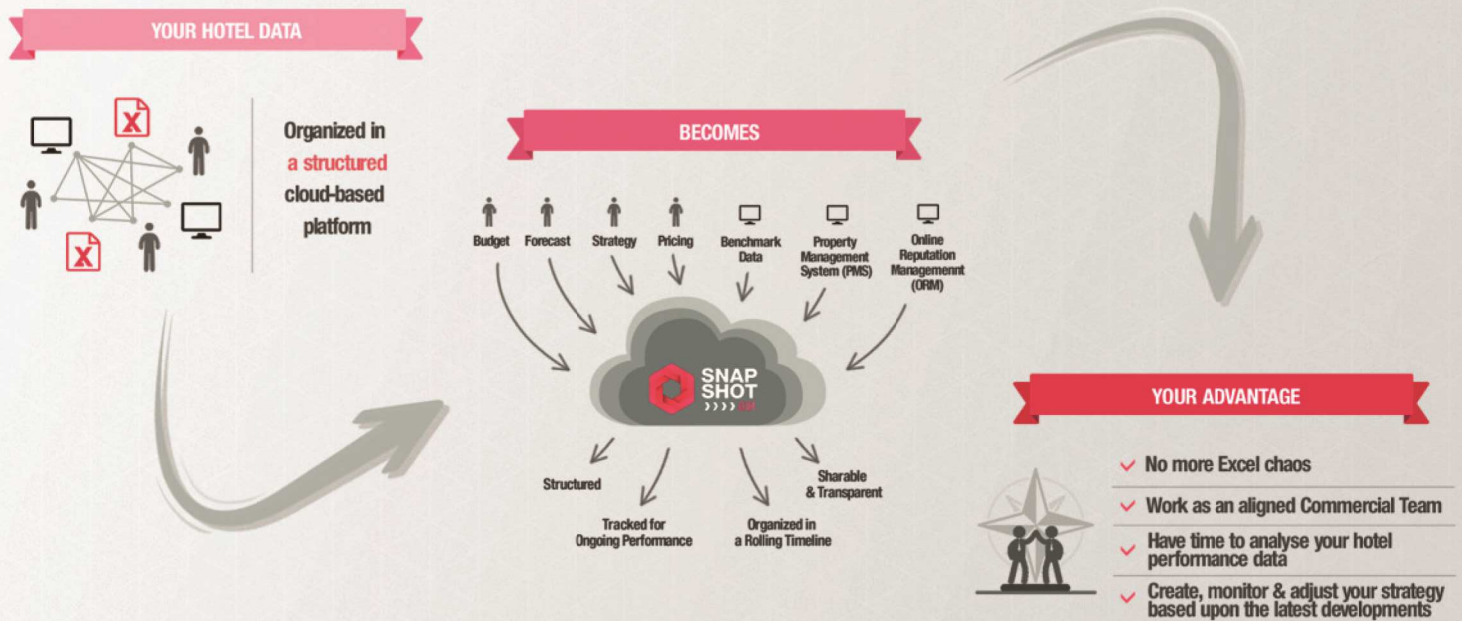 YOUR HOTEL DATA
Organized in
a structured
cloud-based
platform
BECOMES
Budget
Forecast
Strategy
Pricing
Benchmark
Data
Property
Management
System (PMS)
Online
Reputation
Managemennt
(ORM)
SNAP
SHOT
Structured
Tracked for
Ongoing Performance
Organized in
a Rolling Timeline
Sharable
& Transparent
YOUR ADVANTAGE
No more Excel chaos
Work as an aligned Commercial Team
Have time to analyse your hotel
performance data
Create, monitor & adjust your strategy
based upon the latest developments